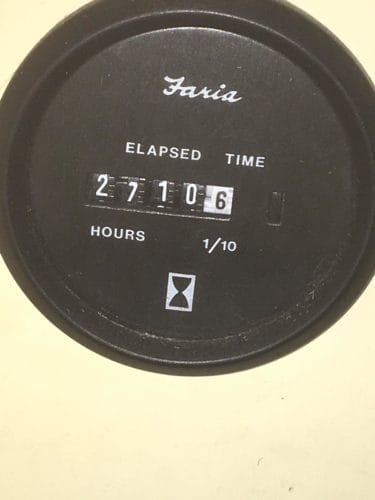 Faria
ELAPSED TIME
27106
HOURS 1/10